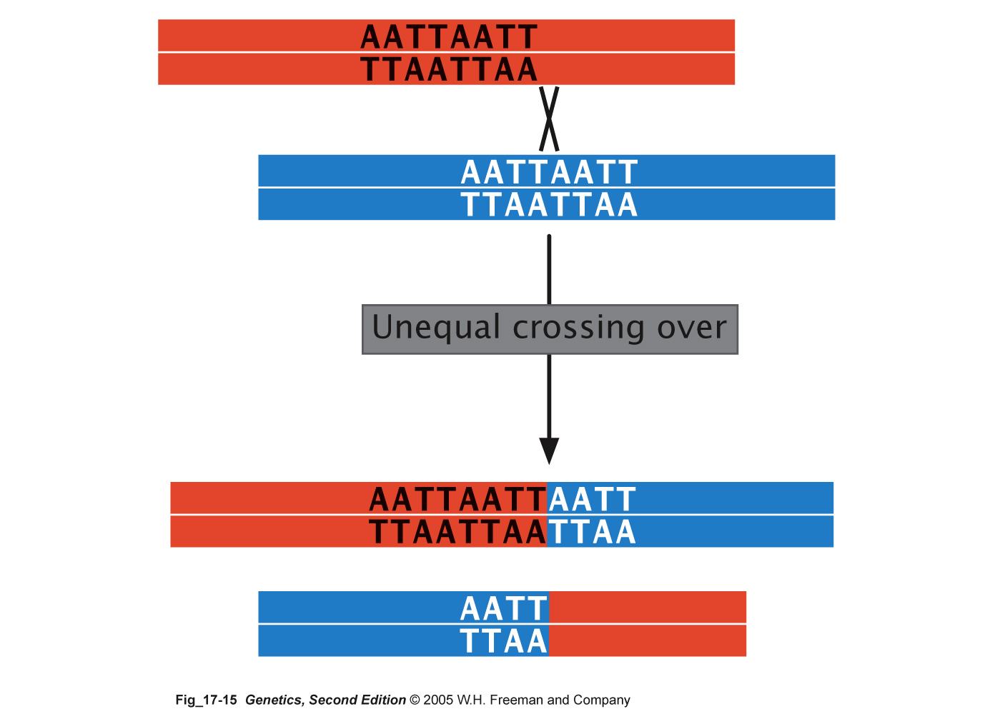 AATTAATT
TTAATTAA
AATTAATT
TTAATTAA
Unequal crossing over
AATTAATTAATT
TTAATTAATTAA
AATT
TTAA
Fig_17-15 Genetics, Second Edition © 2005 W.H. Freeman and Company